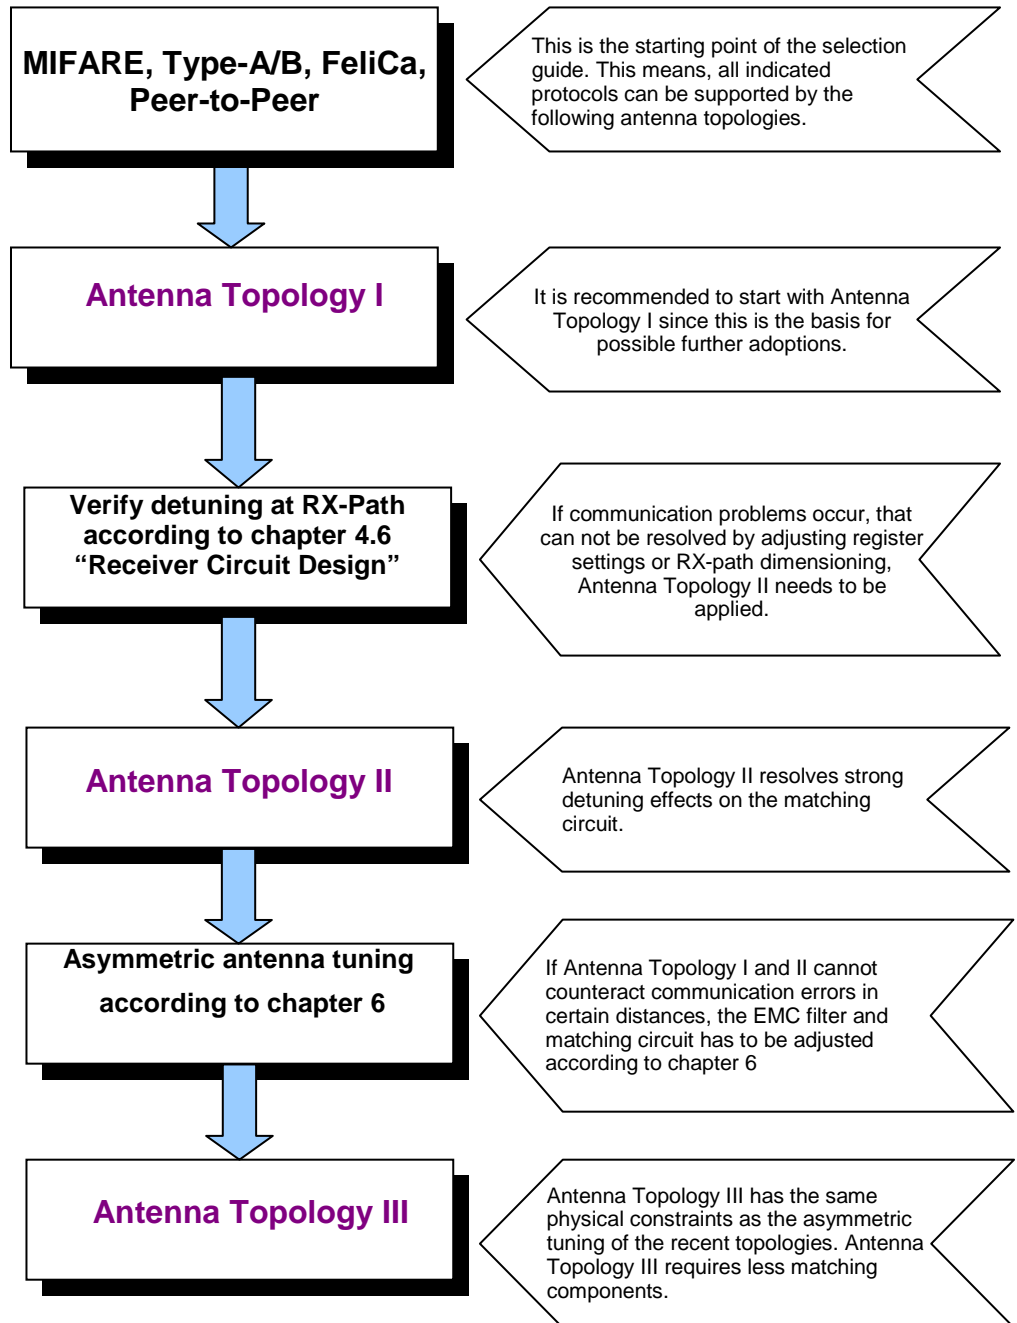 MIFARE, Type-A/B, FeliCa,
Peer-to-Peer
This is the starting point of the selection
guide. This means, all indicated
protocols can be supported by the
following antenna topologies.
Antenna Topology I
It is recommended to start with Antenna
Topology I since this is the basis for
possible further adoptions.
Verify detuning at RX-Path
according to chapter 4.6
“Receiver Circuit Design”
If communication problems occur, that
can not be resolved by adjusting register
settings or RX-path dimensioning,
Antenna Topology II needs to be
applied.
Antenna Topology II
Antenna Topology II resolves strong
detuning effects on the matching
circuit.
Asymmetric antenna tuning
according to chapter 6
If Antenna Topology I and II cannot
counteract communication errors in
certain distances, the EMC filter and
matching circuit has to be adjusted
according to chapter 6
Antenna Topology III
Antenna Topology III has the same
physical constraints as the asymmetric
tuning of the recent topologies. Antenna
Topology III requires less matching
components.